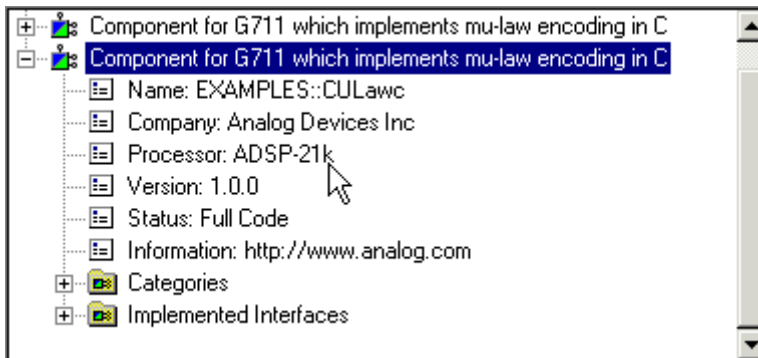 Component for G711 which implements mu-law encoding in C
Component for G711 which implements mu-law encoding in C
Name: EXAMPLES::CULawc
Company: Analog Devices Inc
Processor: ADSP-21k
Version: 1.0.0
Status: Full Code
Information: http://www.analog.com
Categories
Implemented Interfaces